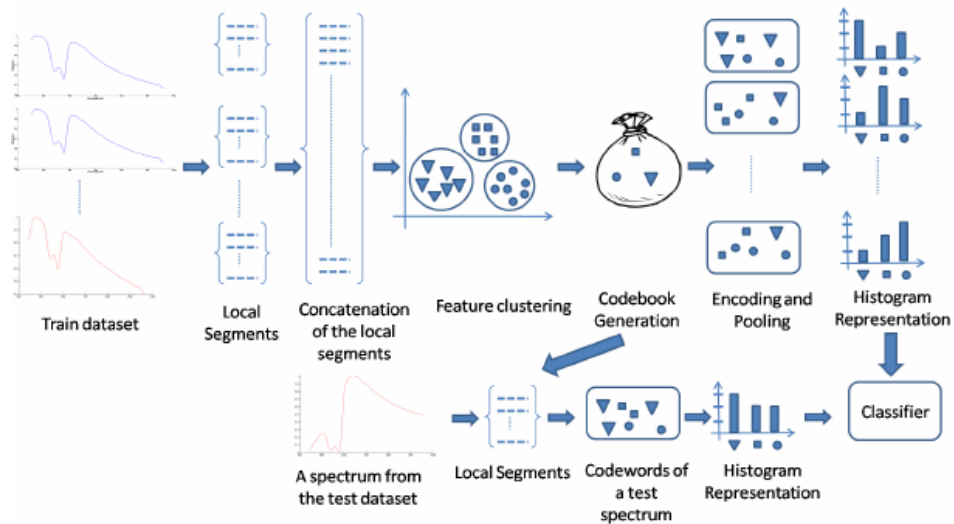 Train dataset
Local
Segments
Concatenation
of the local
segments
Feature clustering
Codebook
Generation
Encoding and
Pooling
Histogram
Representation
A spectrum from
the test dataset
Local Segments
Codewords of
a test
spectrum
Histogram
Representation
Classifier